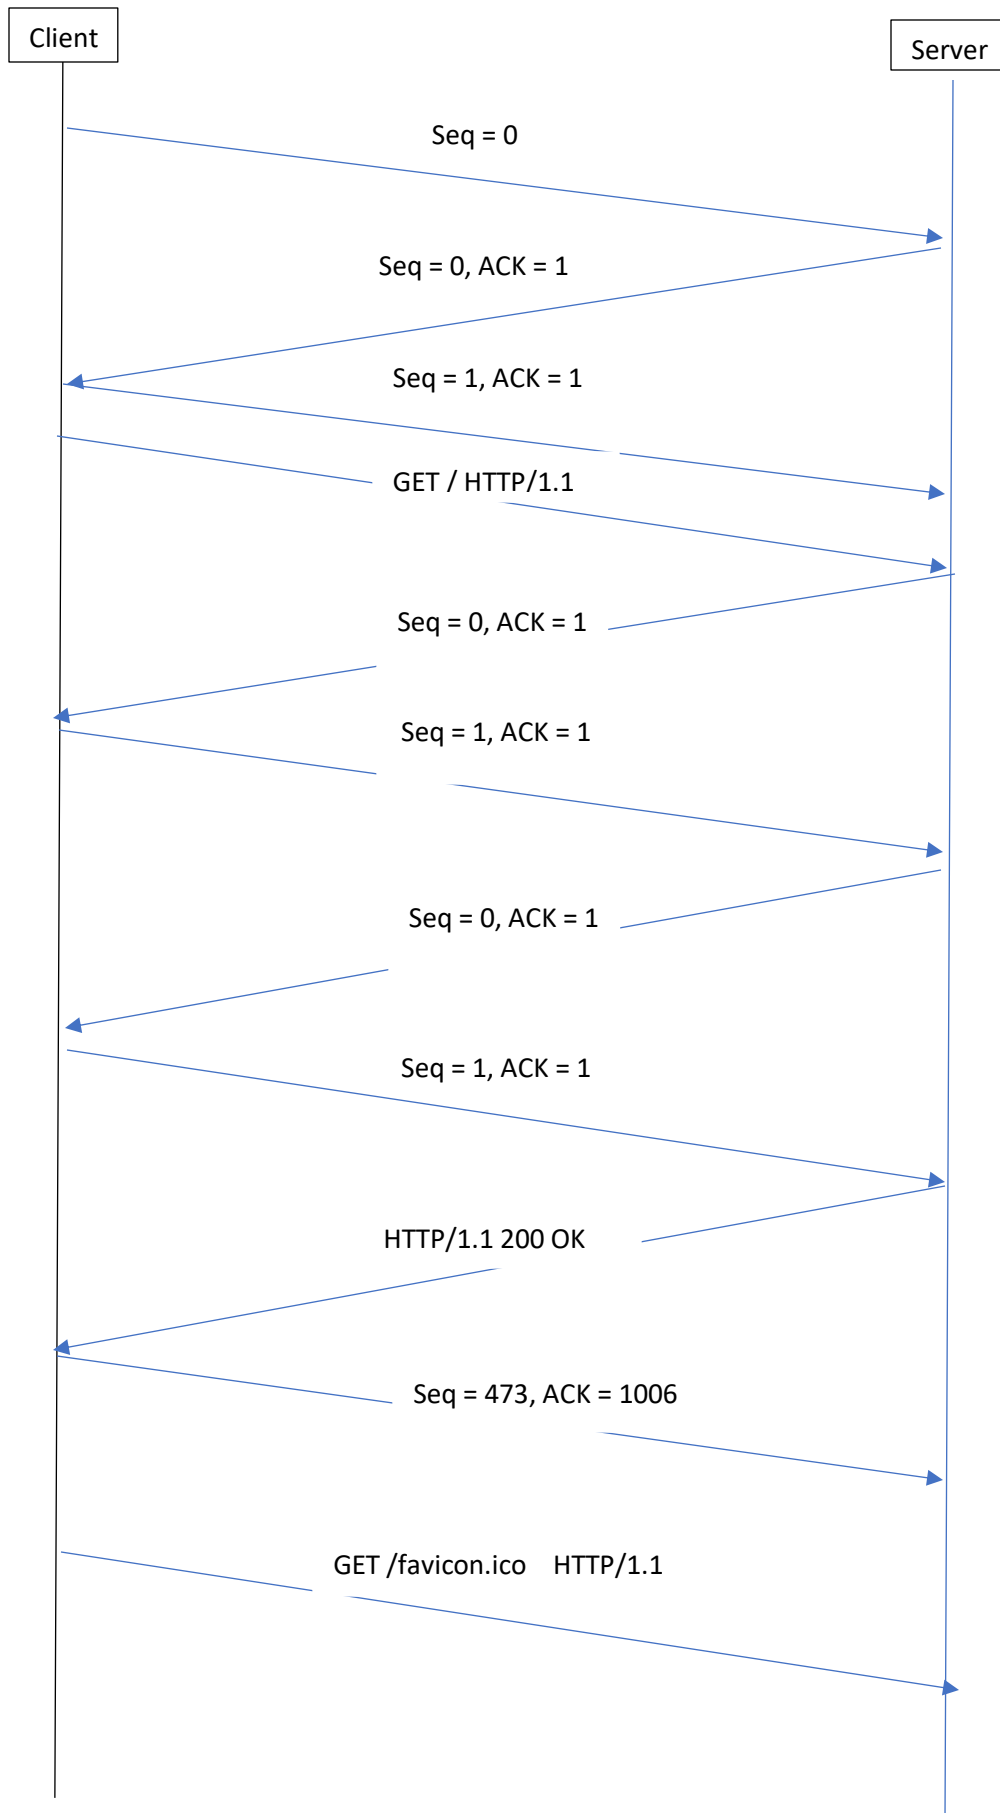 Client
Server
Seq = 0
Seq = 0, ACK = 1
Seq = 1, ACK = 1
GET / HTTP/1.1
Seq = 0, ACK = 1
Seq = 1, ACK = 1
Seq = 0, ACK = 1
Seq = 1, ACK = 1
HTTP/1.1 200 OK
Seq = 473, ACK = 1006
GET /favicon.ico HTTP/1.1